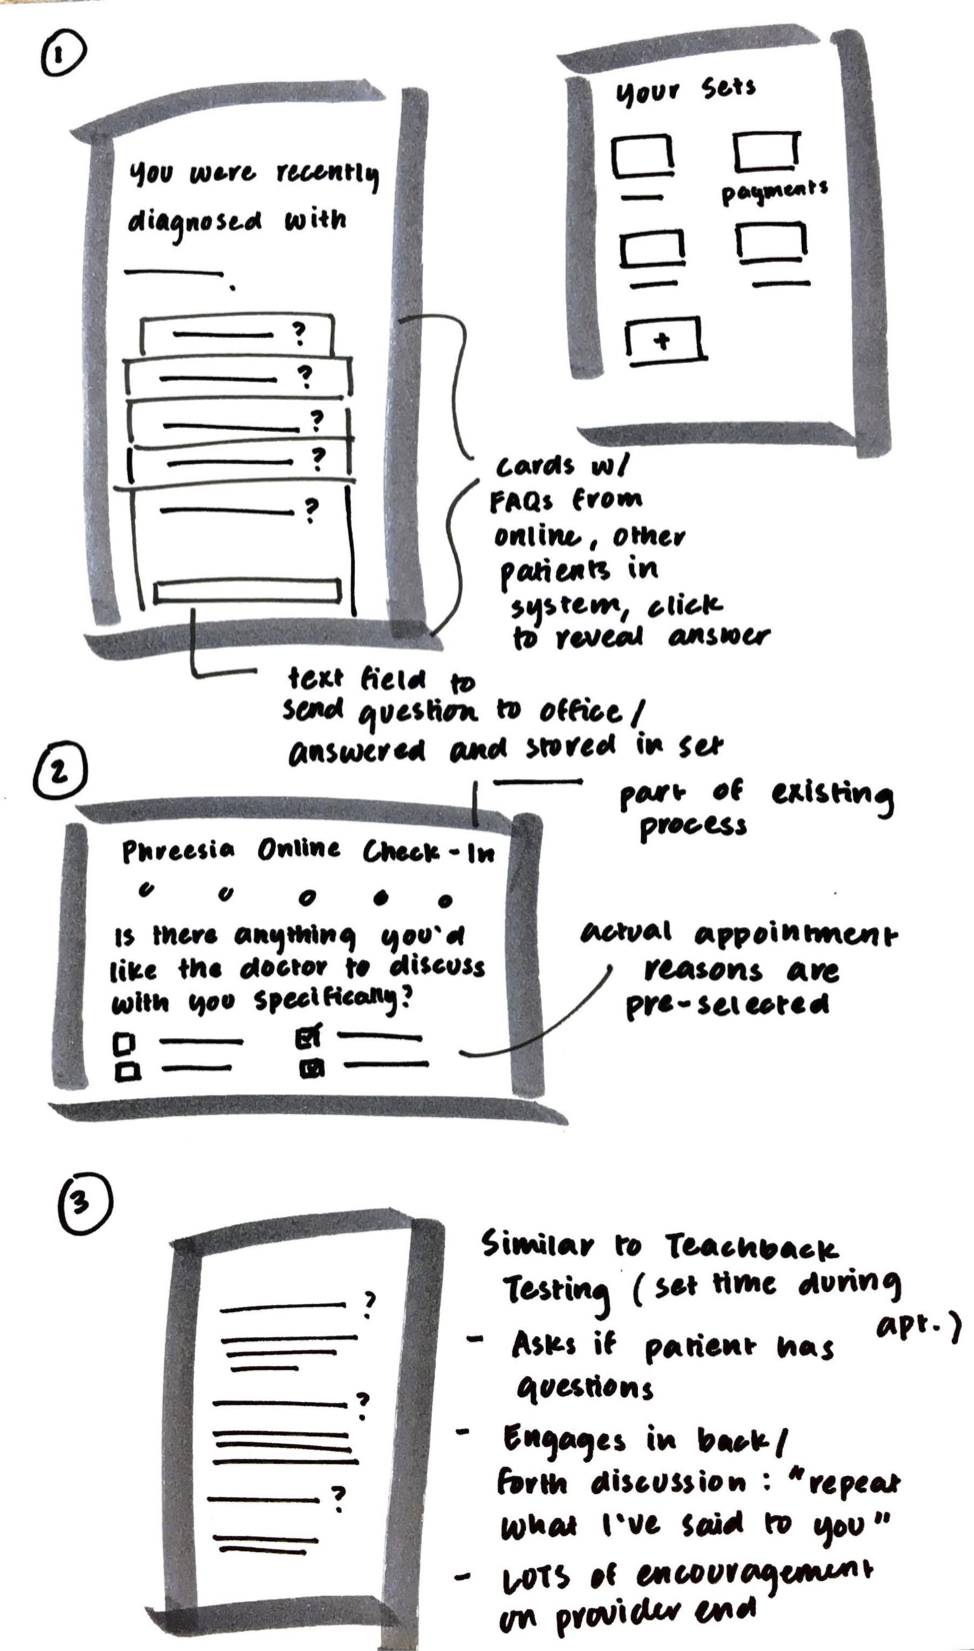 1
You were recently
diagnosed with
?
?
?
?
?
Your Sets
payments
+
cards w/
FAQs from
online, other
patients in
system, click
to reveal answer
text field to
send question to office/
answered and stored in set
2
part of existing
process
Phreesia Online Check-In
Is there anything you'd
like the doctor to discuss
with you specifically?
actual appointment
reasons are
pre-selected
3
?
?
?
Similar to Teachback
Testing (set time during
apt.)
- Asks if patient has
questions
- Engages in back/
forth discussion: "repeat
what I've said to you"
- LOTS of encouragement
on provider end